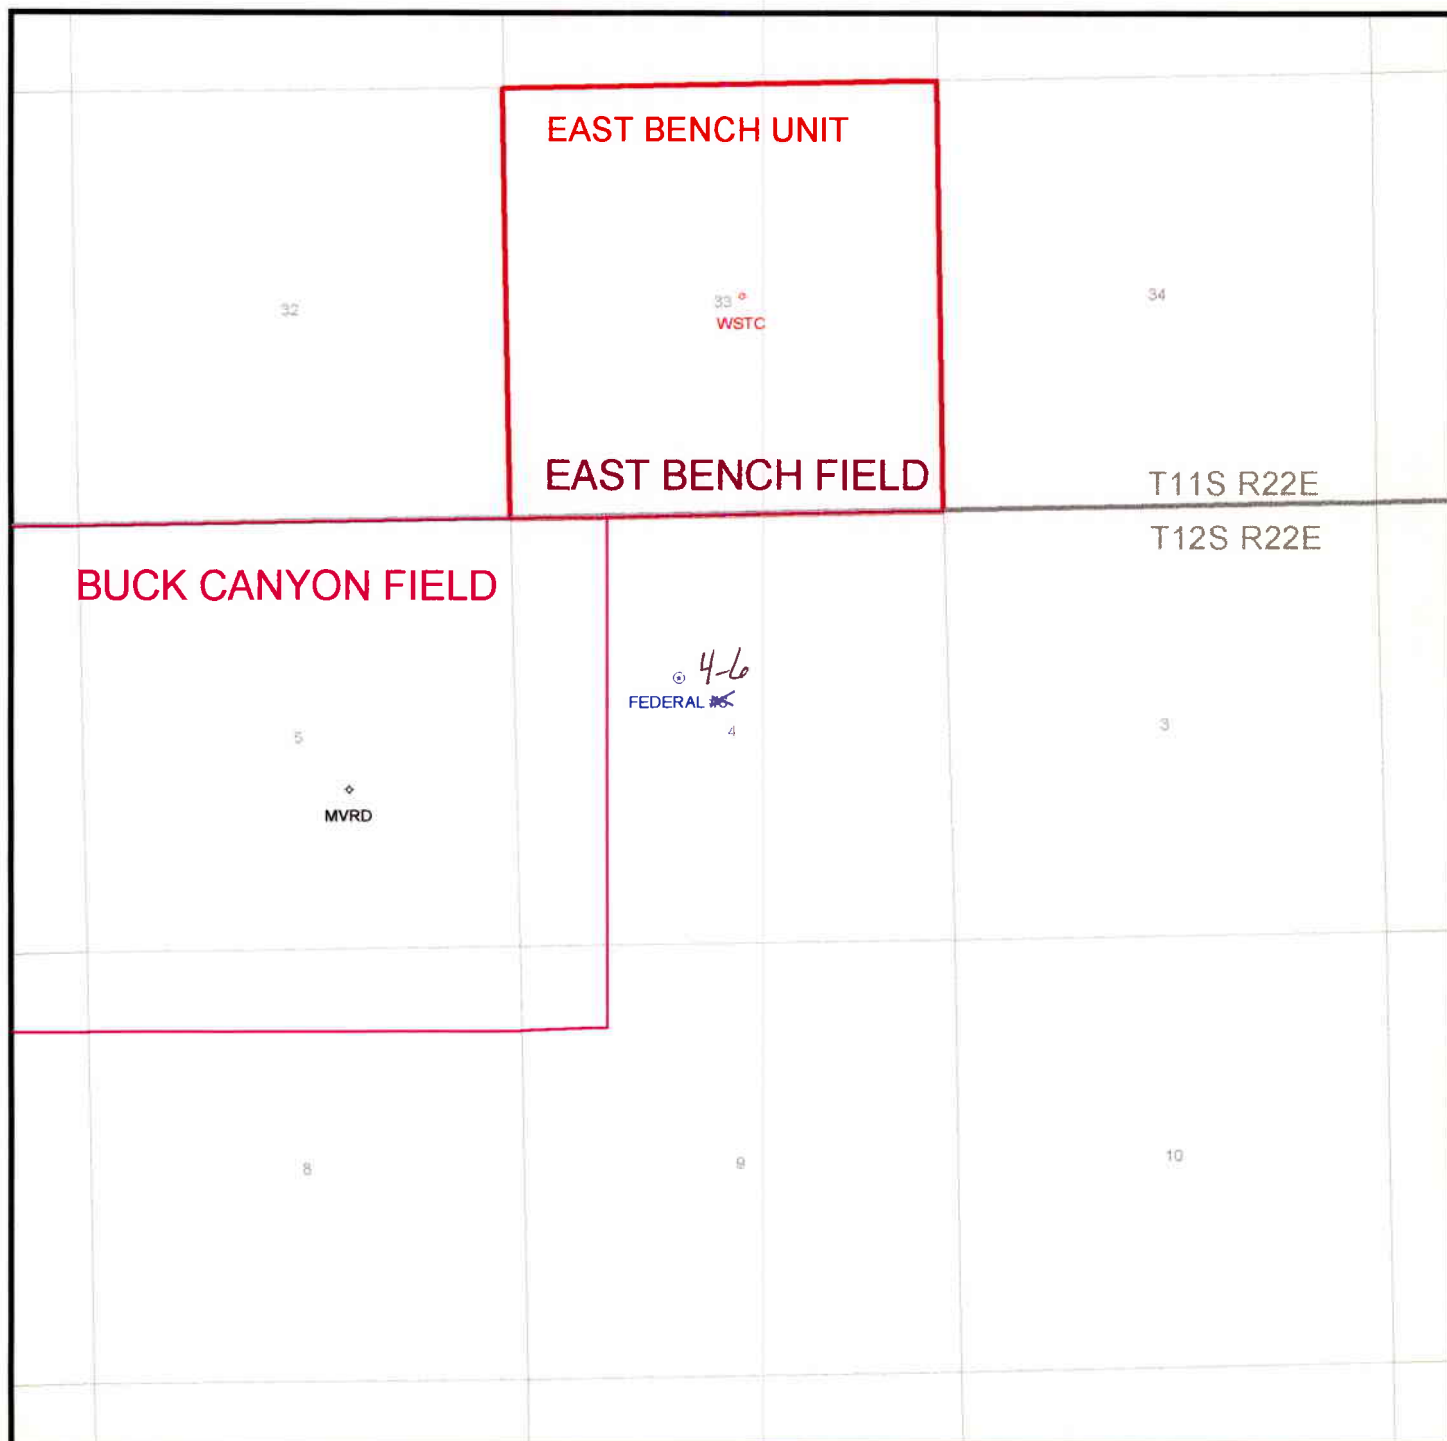 EAST BENCH UNIT
32
33
34
WSTC
EAST BENCH FIELD
T11S R22E
T12S R22E
BUCK CANYON FIELD
4-6
FEDERAL
4
5
3
MVRD
8
9
10